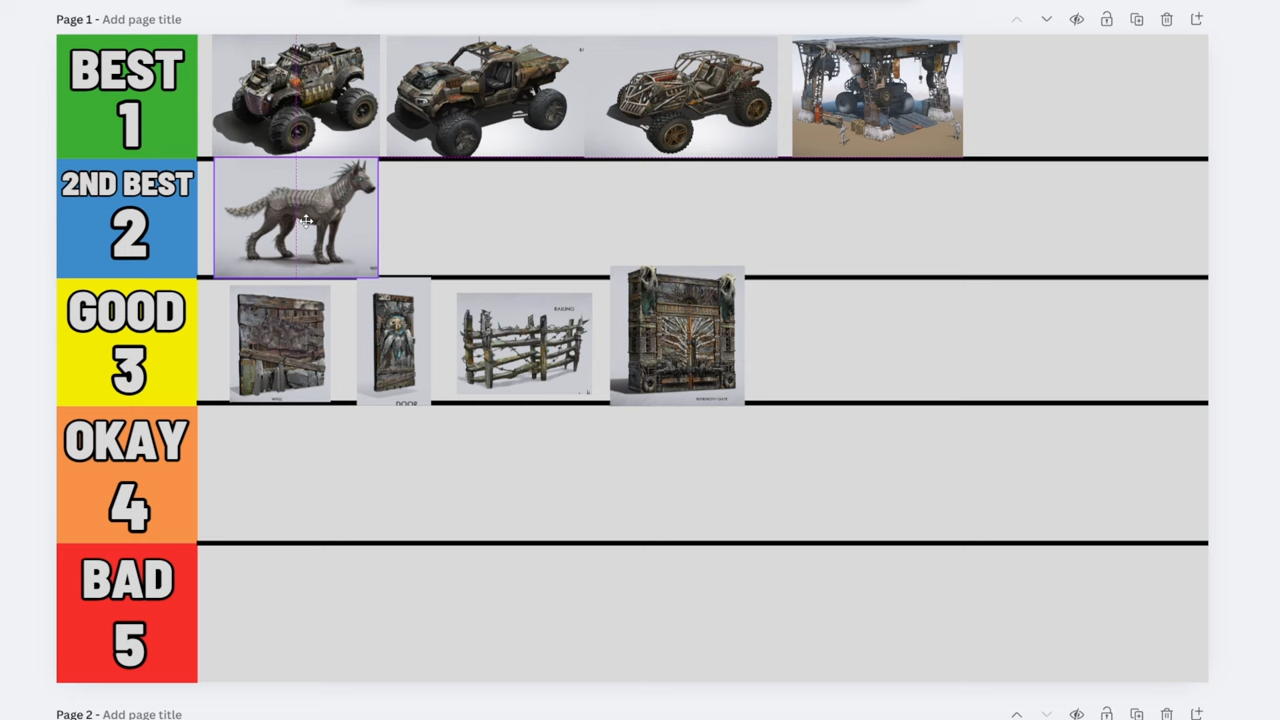 Page 1 - Add page title
BEST
1
2ND BEST
2
GOOD
3
RAILING
WALL
DOOR
OKAY
4
BAD
5
Page 2 - Add page title